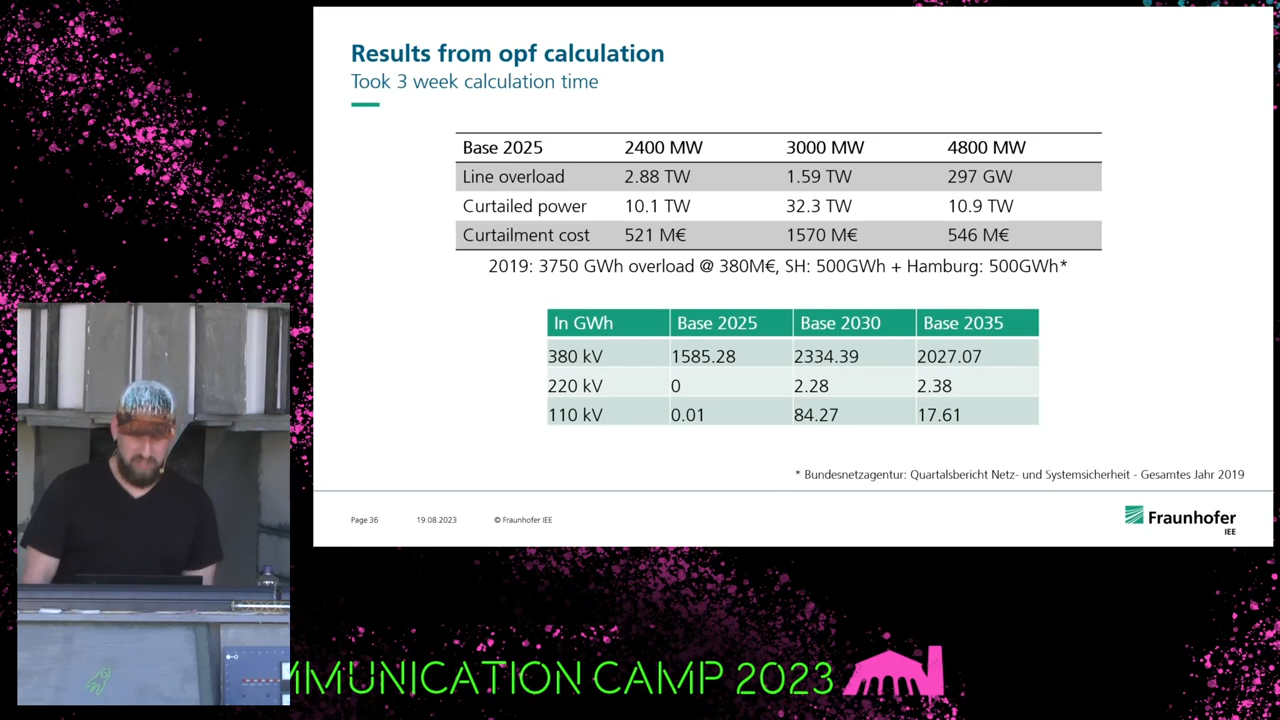 Results from opf calculation
Took 3 week calculation time
Base 2025 2400 MW 3000 MW 4800 MW
Line overload 2.88 TW 1.59 TW 297 GW
Curtailed power 10.1 TW 32.3 TW 10.9 TW
Curtailment cost 521 M€ 1570 M€ 546 M€
2019: 3750 GWh overload @ 380M€, SH: 500GWh + Hamburg: 500GWh*
In GWh Base 2025 Base 2030 Base 2035
380 kV 1585.28 2334.39 2027.07
220 kV 0 2.28 2.38
110 kV 0.01 84.27 17.61
* Bundesnetzagentur: Quartalsbericht Netz- und Systemsicherheit - Gesamtes Jahr 2019
Page 36 19.08.2023 © Fraunhofer IEE
Fraunhofer
IEE
MMUNICATION CAMP 2023